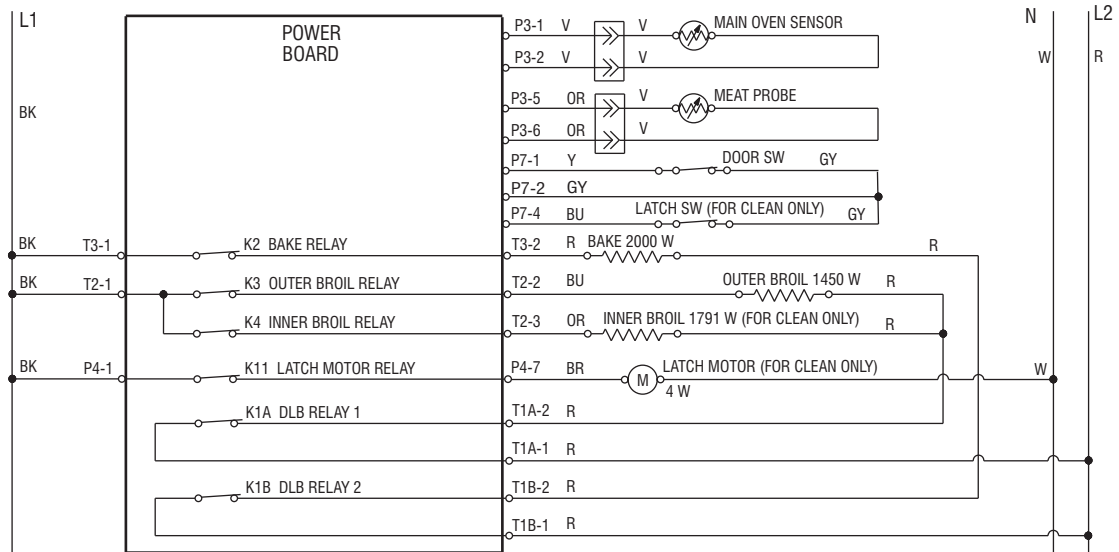 L1
POWER
BOARD
N
L2
P3-1 V V MAIN OVEN SENSOR
P3-2 V V
W R
BK
P3-5 OR V MEAT PROBE
P3-6 OR V
P7-1 Y DOOR SW GY
P7-2 GY
P7-4 BU LATCH SW (FOR CLEAN ONLY) GY
BK T3-1 K2 BAKE RELAY T3-2 R BAKE 2000 W R
BK T2-1 K3 OUTER BROIL RELAY T2-2 BU OUTER BROIL 1450 W R
K4 INNER BROIL RELAY T2-3 OR INNER BROIL 1791 W (FOR CLEAN ONLY) R
BK P4-1 K11 LATCH MOTOR RELAY P4-7 BR M LATCH MOTOR (FOR CLEAN ONLY) W
4 W
K1A DLB RELAY 1 T1A-2 R
T1A-1 R
K1B DLB RELAY 2 T1B-2 R
T1B-1 R